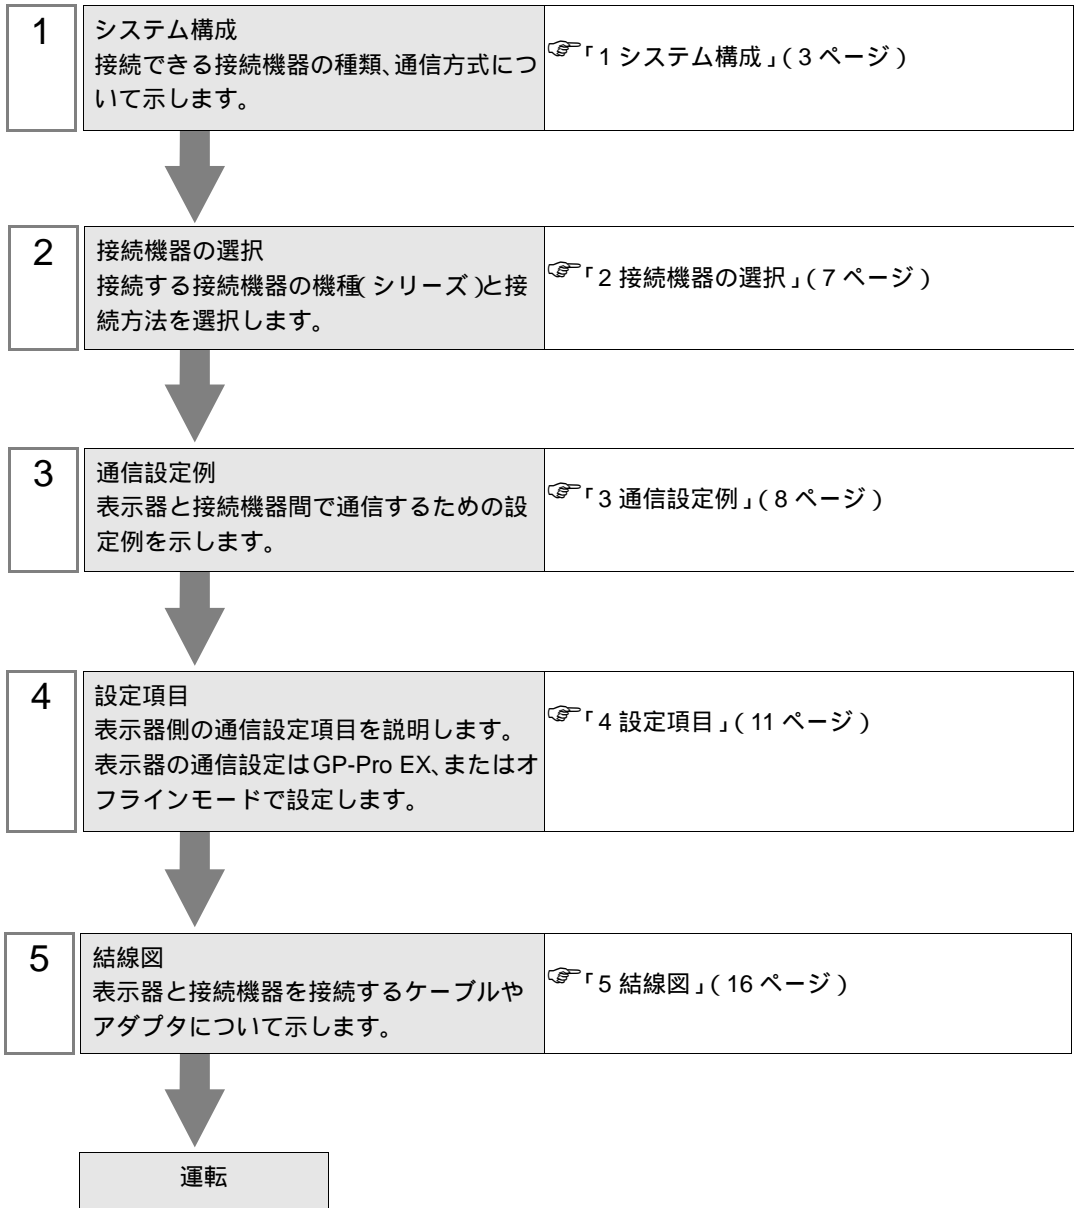 1
システム構成
接続できる接続機器の種類、通信方式につ
いて示します。
☞「1 システム構成」( 3 ページ )
2
接続機器の選択
接続する接続機器の機種( シリーズ )と接
続方法を選択します。
☞「2 接続機器の選択」( 7 ページ )
3
通信設定例
表示器と接続機器間で通信するための設
定例を示します。
☞「3 通信設定例」( 8 ページ )
4
設定項目
表示器側の通信設定項目を説明します。
表示器の通信設定はGP-Pro EX、またはオ
フラインモードで設定します。
☞「4 設定項目」( 11 ページ )
5
結線図
表示器と接続機器を接続するケーブルや
アダプタについて示します。
☞「5 結線図」( 16 ページ )
運転